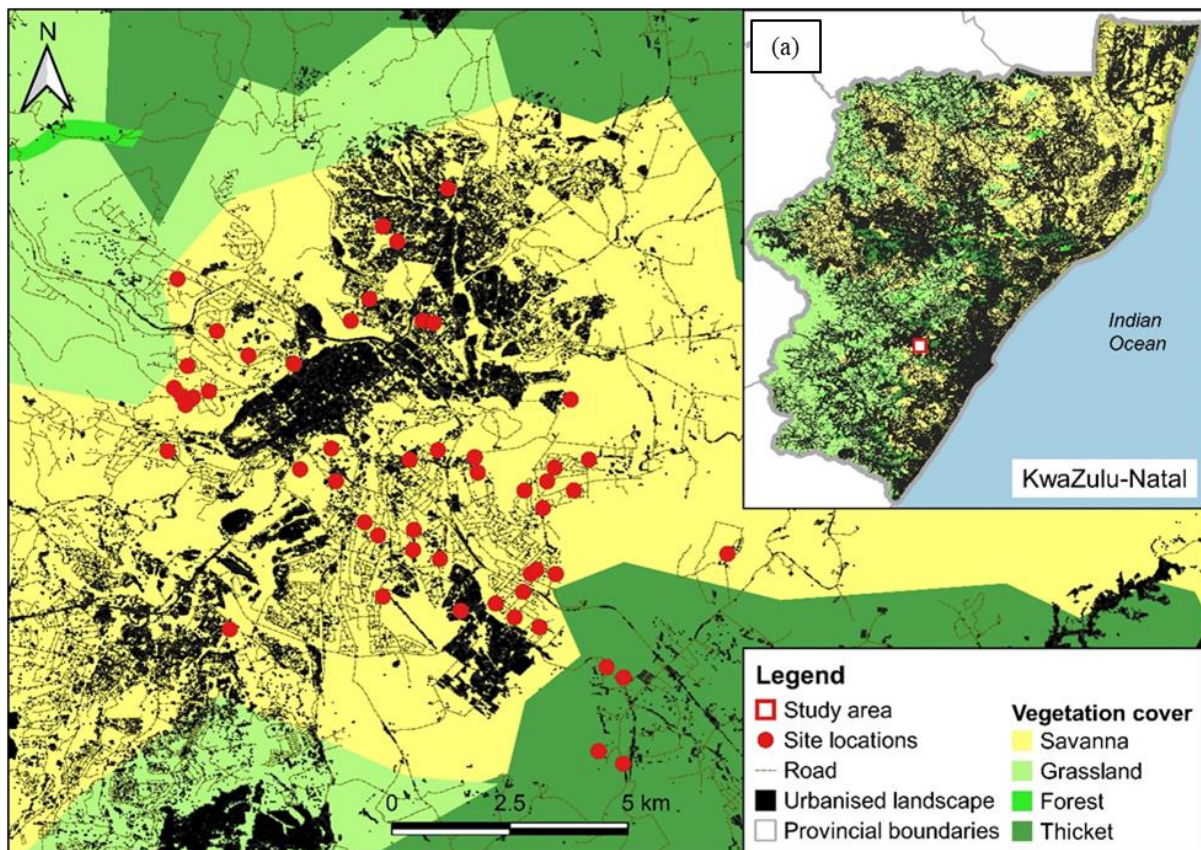 N
(a)
Indian
Ocean
KwaZulu-Natal
0 2.5 5 km
Legend
Study area
Site locations
Road
Urbanised landscape
Provincial boundaries
Vegetation cover
Savanna
Grassland
Forest
Thicket